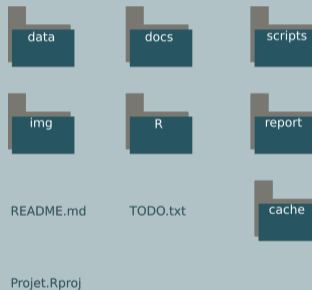 data
docs
scripts
img
R
report
README.md
TODO.txt
cache
Projet.Rproj